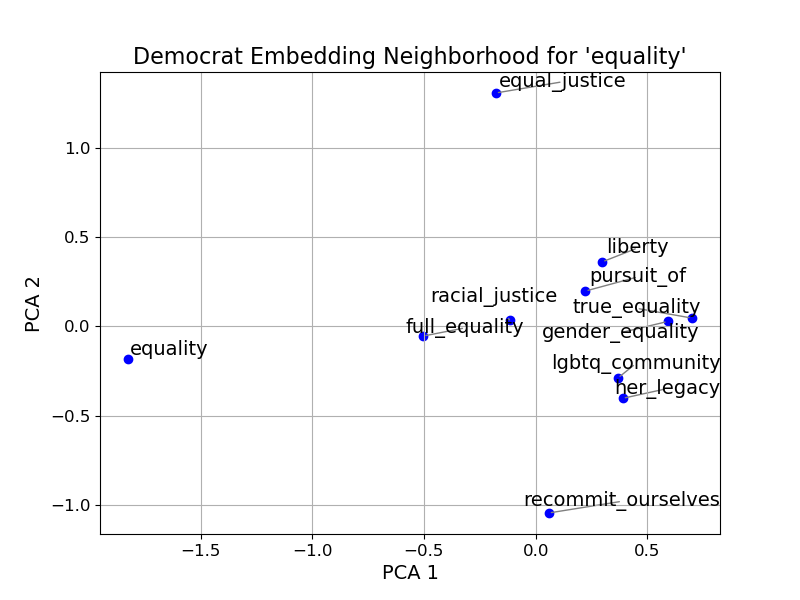 Democrat Embedding Neighborhood for 'equality'
equal_justice
liberty
pursuit_of
racial_justice
true_equality
full_equality
gender_equality
equality
lgbtq_community
her_legacy
recommit_ourselves
1.0
0.5
0.0
−0.5
−1.0
PCA 2
−1.5
−1.0
−0.5
0.0
0.5
PCA 1